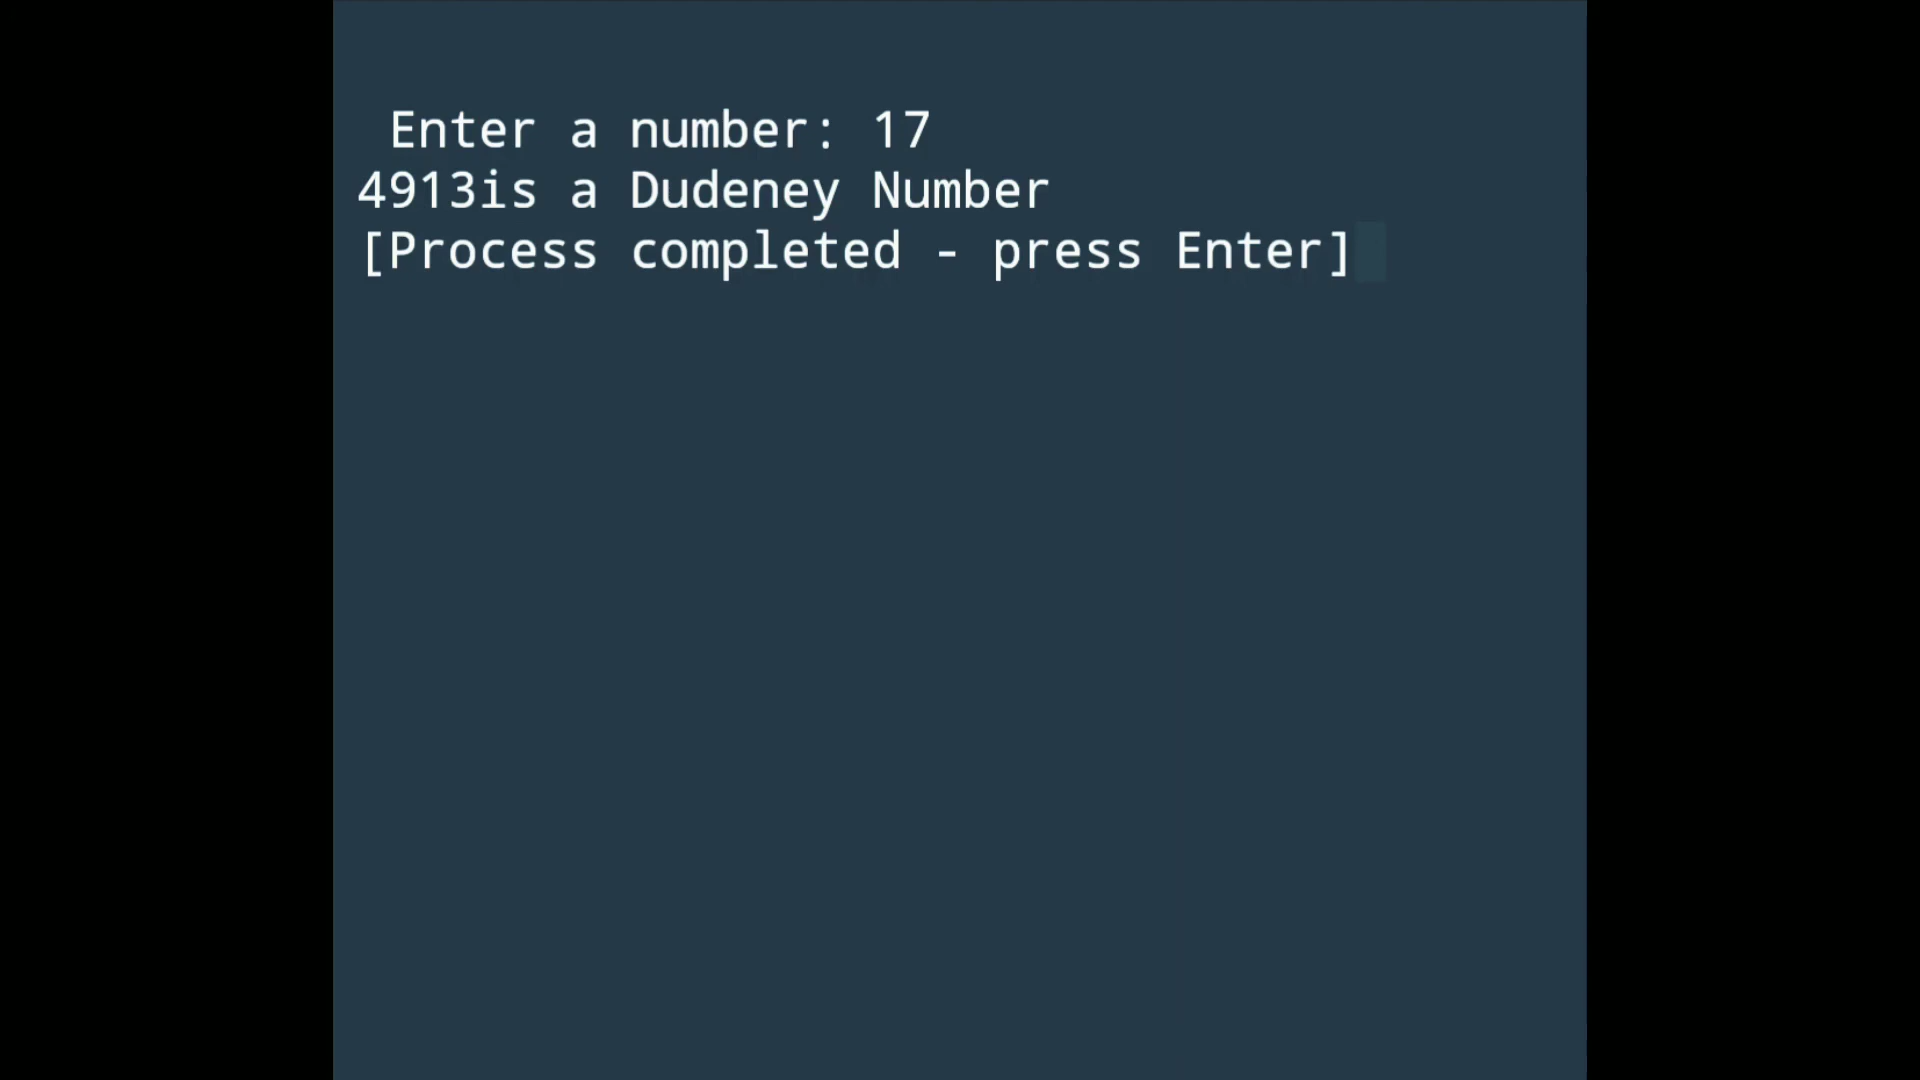 Enter a number: 17
4913is a Dudeney Number
[Process completed - press Enter]